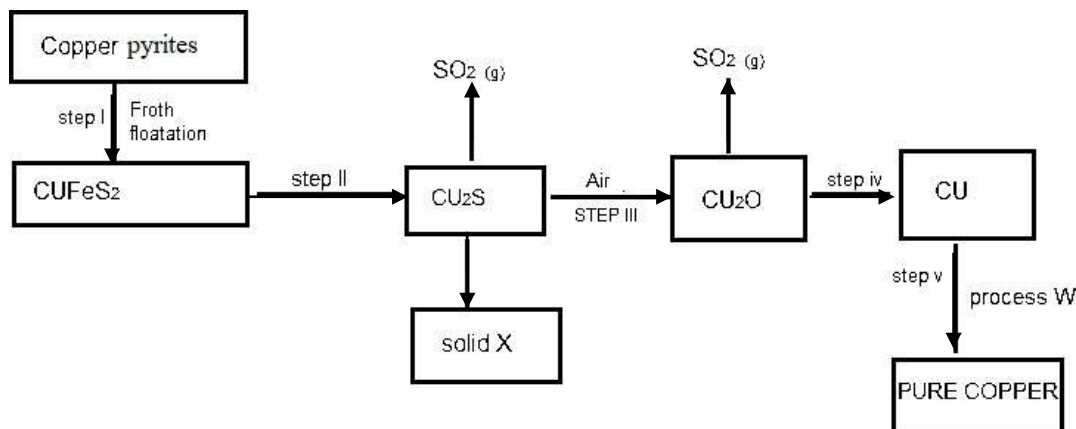 Copper pyrites
step I
Froth
floatation
CUFeS2
step II
SO2 (g)
CU2S
solid X
Air
STEP III
SO2 (g)
CU2O
step iv
CU
step v
process W
PURE COPPER